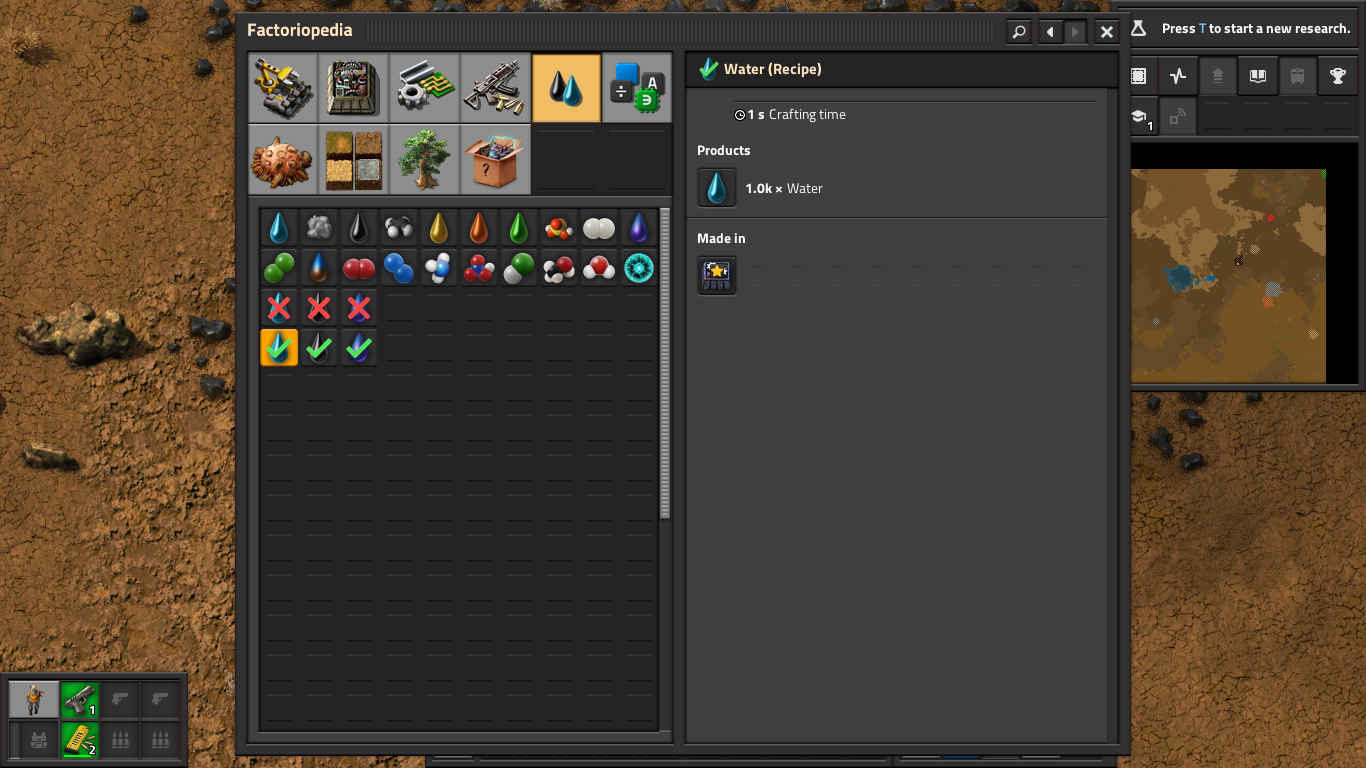 Factoriopedia
Press T to start a new research.
Water (Recipe)
1 s Crafting time
Products
1.0k × Water
Made in
A
÷
?
1
1
2